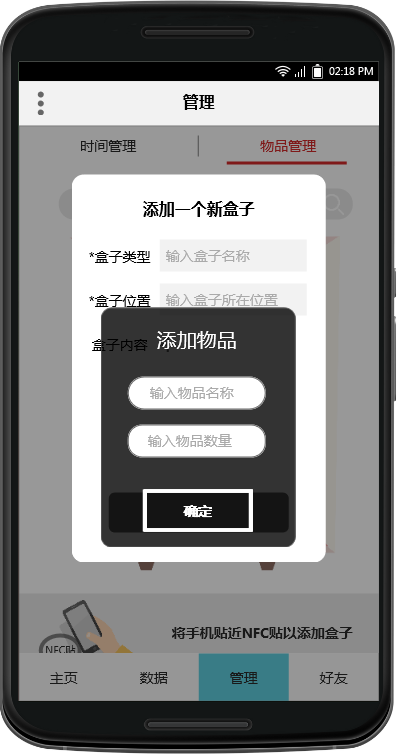 02:18 PM
管理
时间管理
物品管理
添加一个新盒子
*盒子类型
输入盒子名称
*盒子位置
输入盒子所在位置
盒子内容
添加物品
输入物品名称
输入物品数量
确定
将手机贴近NFC贴以添加盒子
NFC贴
主页
数据
管理
好友